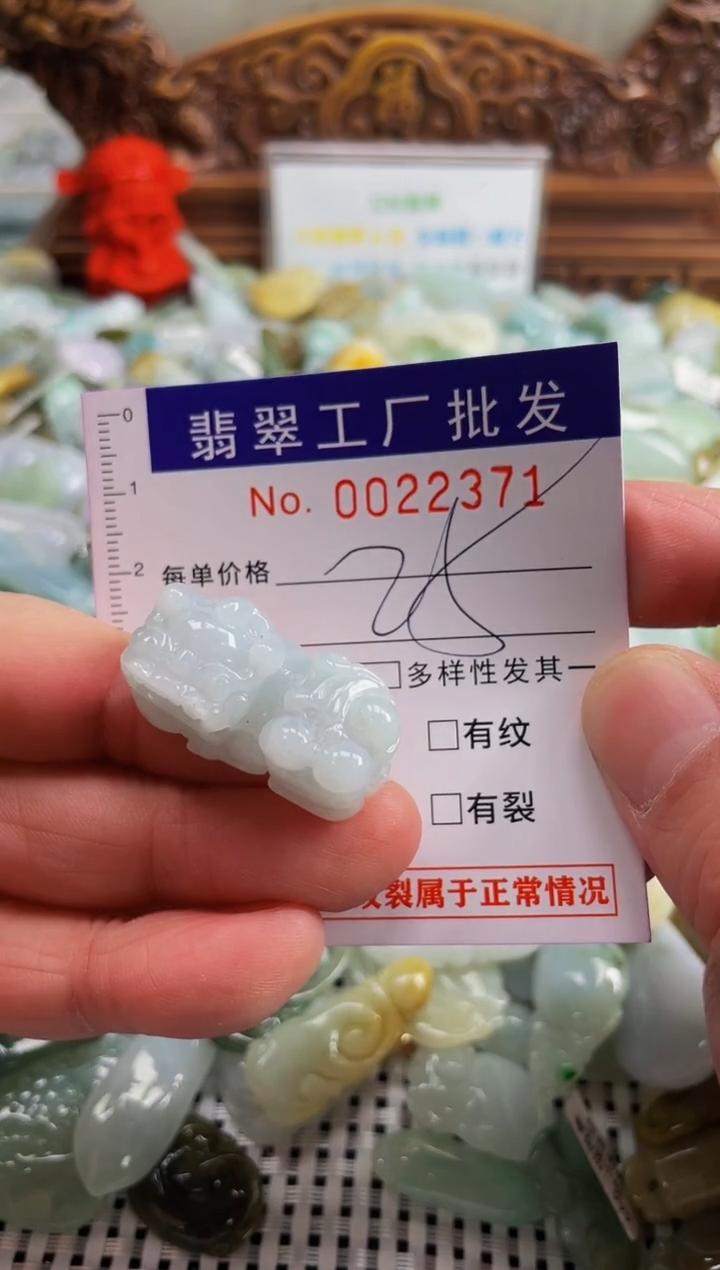 翡翠工厂批发
No. 0022371
0
1
2
每单价格
□多样性发其一
□有纹
□有裂
裂属于正常情况